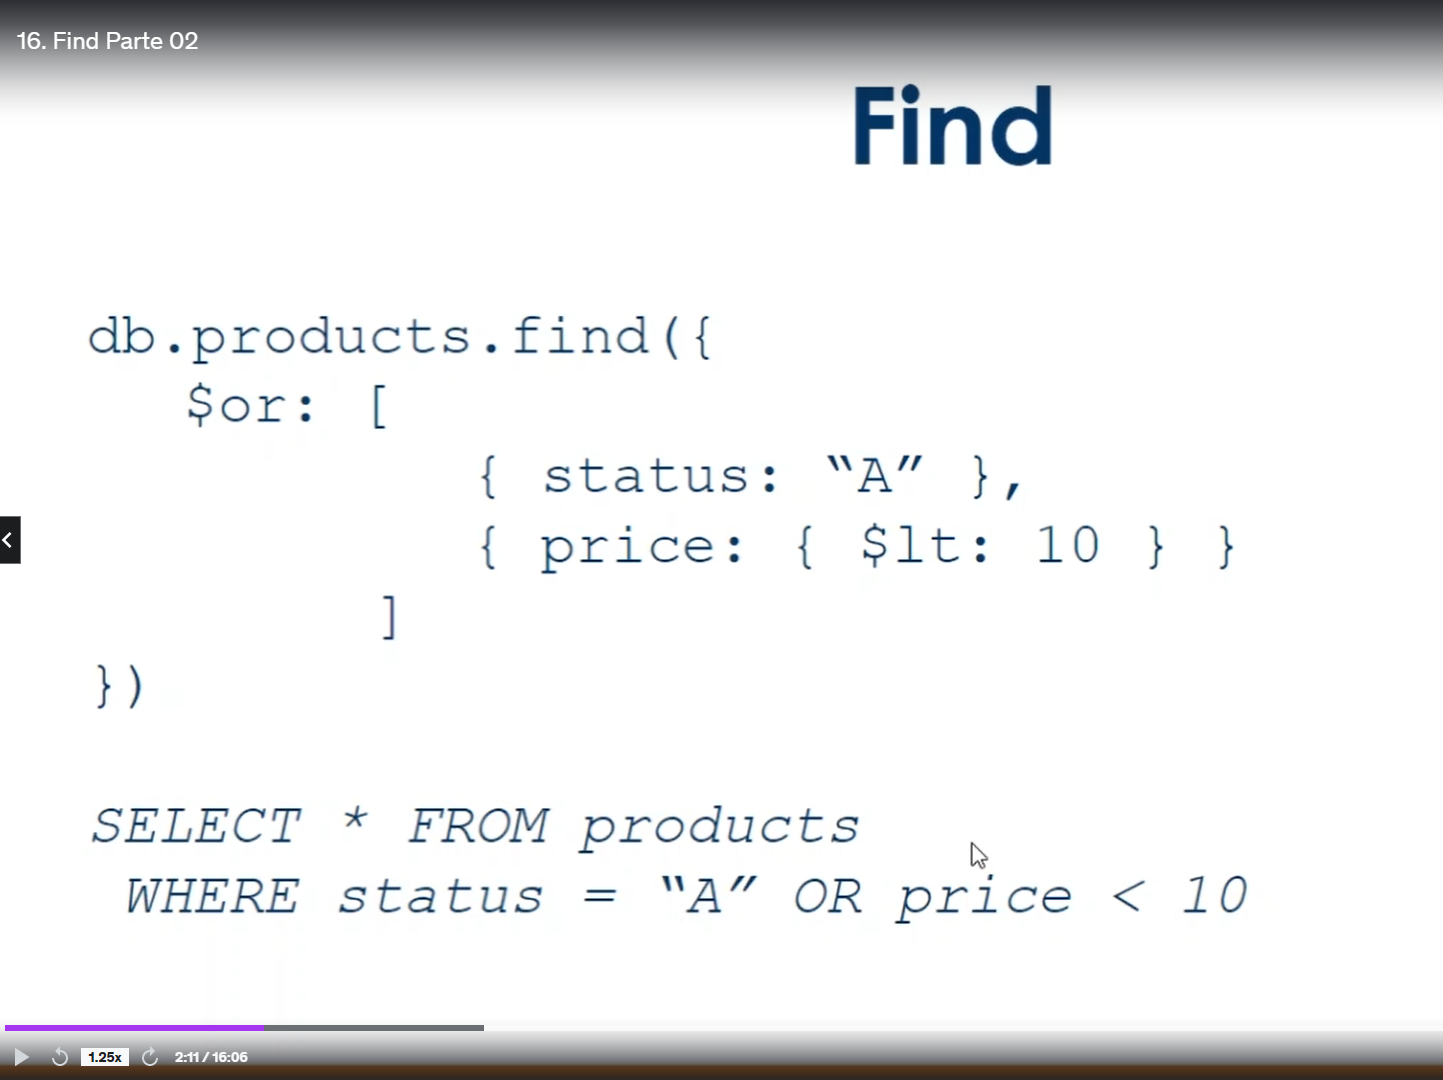 16. Find Parte 02
Find
db.products.find({
$or: [
{ status: “A” },
{ price: { $lt: 10 } }
]
})
SELECT * FROM products
WHERE status = “A” OR price < 10
1.25x 2:11 / 16:06